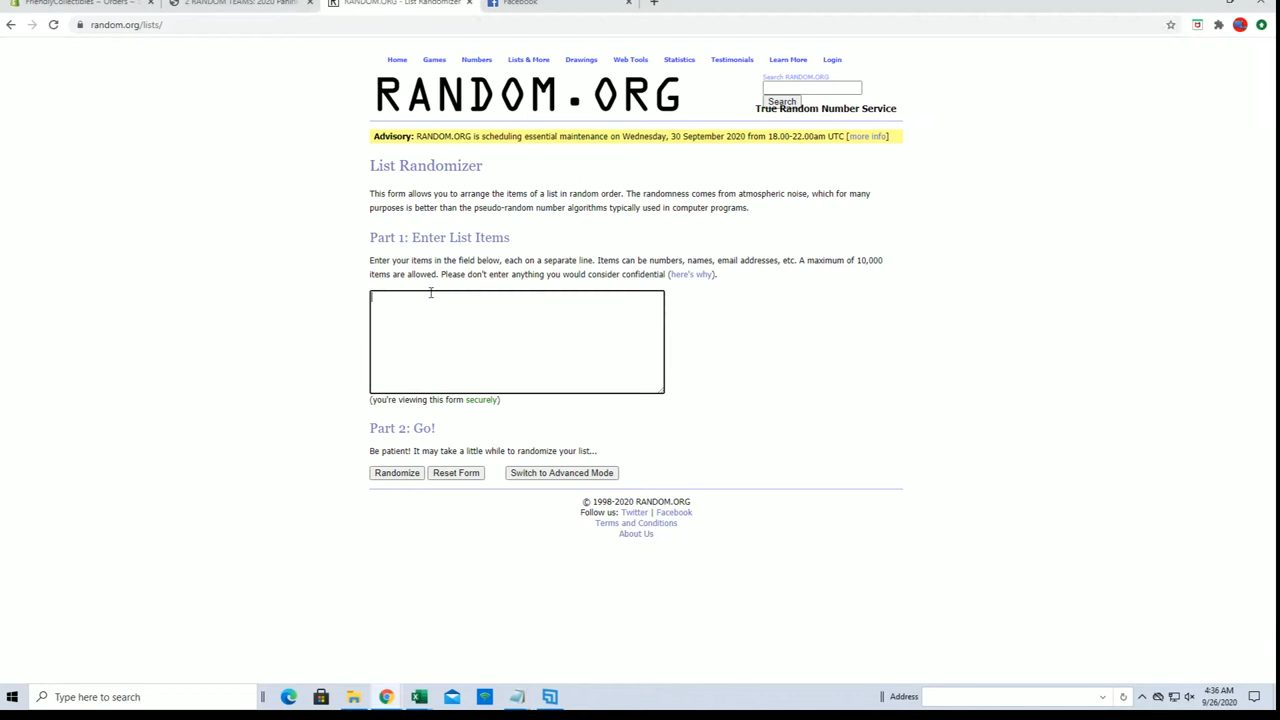 FriendlyCollectibles – Orders –
2 RANDOM TEAMS: 2020 Panini
RANDOM.ORG - List Randomizer
Facebook
random.org/lists/
Home Games Numbers Lists & More Drawings Web Tools Statistics Testimonials Learn More Login
RANDOM.ORG
Search RANDOM.ORG
Search
True Random Number Service
Advisory: RANDOM.ORG is scheduling essential maintenance on Wednesday, 30 September 2020 from 18.00-22.00am UTC [more info]
List Randomizer
This form allows you to arrange the items of a list in random order. The randomness comes from atmospheric noise, which for many
purposes is better than the pseudo-random number algorithms typically used in computer programs.
Part 1: Enter List Items
Enter your items in the field below, each on a separate line. Items can be numbers, names, email addresses, etc. A maximum of 10,000
items are allowed. Please don't enter anything you would consider confidential (here's why).
(you're viewing this form securely)
Part 2: Go!
Be patient! It may take a little while to randomize your list...
Randomize Reset Form Switch to Advanced Mode
© 1998-2020 RANDOM.ORG
Follow us: Twitter | Facebook
Terms and Conditions
About Us
Type here to search
Address
4:36 AM
9/26/2020